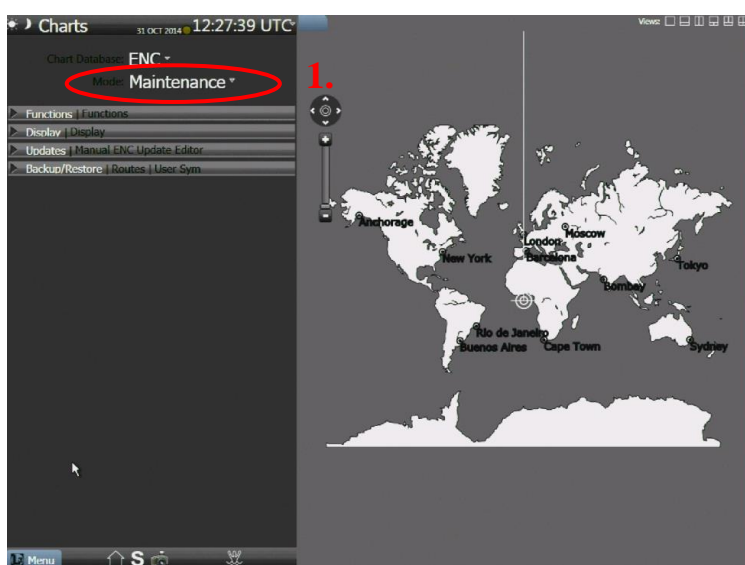 Charts 31 OCT 2014 12:27:39 UTC
Views:
Chart Database: ENC
Mode: Maintenance
1.
Functions | Functions
Display | Display
Updates | Manual ENC Update Editor
Backup/Restore | Routes | User Sym
Anchorage
Moscow
London
New York
Barcelona
Tokyo
Bombay
Rio de Janeiro
Buenos Aires
Cape Town
Sydney
Menu
S